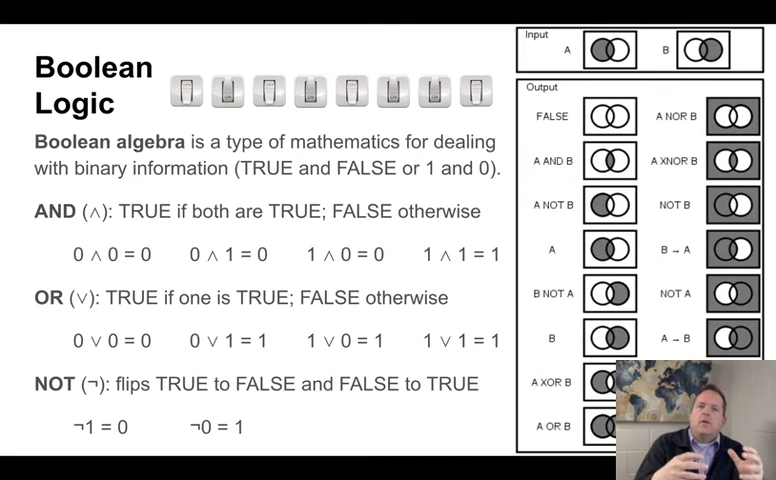 Boolean
Logic
Boolean algebra is a type of mathematics for dealing
with binary information (TRUE and FALSE or 1 and 0).
AND (∧): TRUE if both are TRUE; FALSE otherwise
0 ∧ 0 = 0 0 ∧ 1 = 0 1 ∧ 0 = 0 1 ∧ 1 = 1
OR (∨): TRUE if one is TRUE; FALSE otherwise
0 ∨ 0 = 0 0 ∨ 1 = 1 1 ∨ 0 = 1 1 ∨ 1 = 1
NOT (¬): flips TRUE to FALSE and FALSE to TRUE
¬1 = 0 ¬0 = 1
Input
A B
Output
FALSE A NOR B
A AND B A XNOR B
A NOT B NOT B
A B → A
B NOT A NOT A
B A → B
A XOR B
A OR B